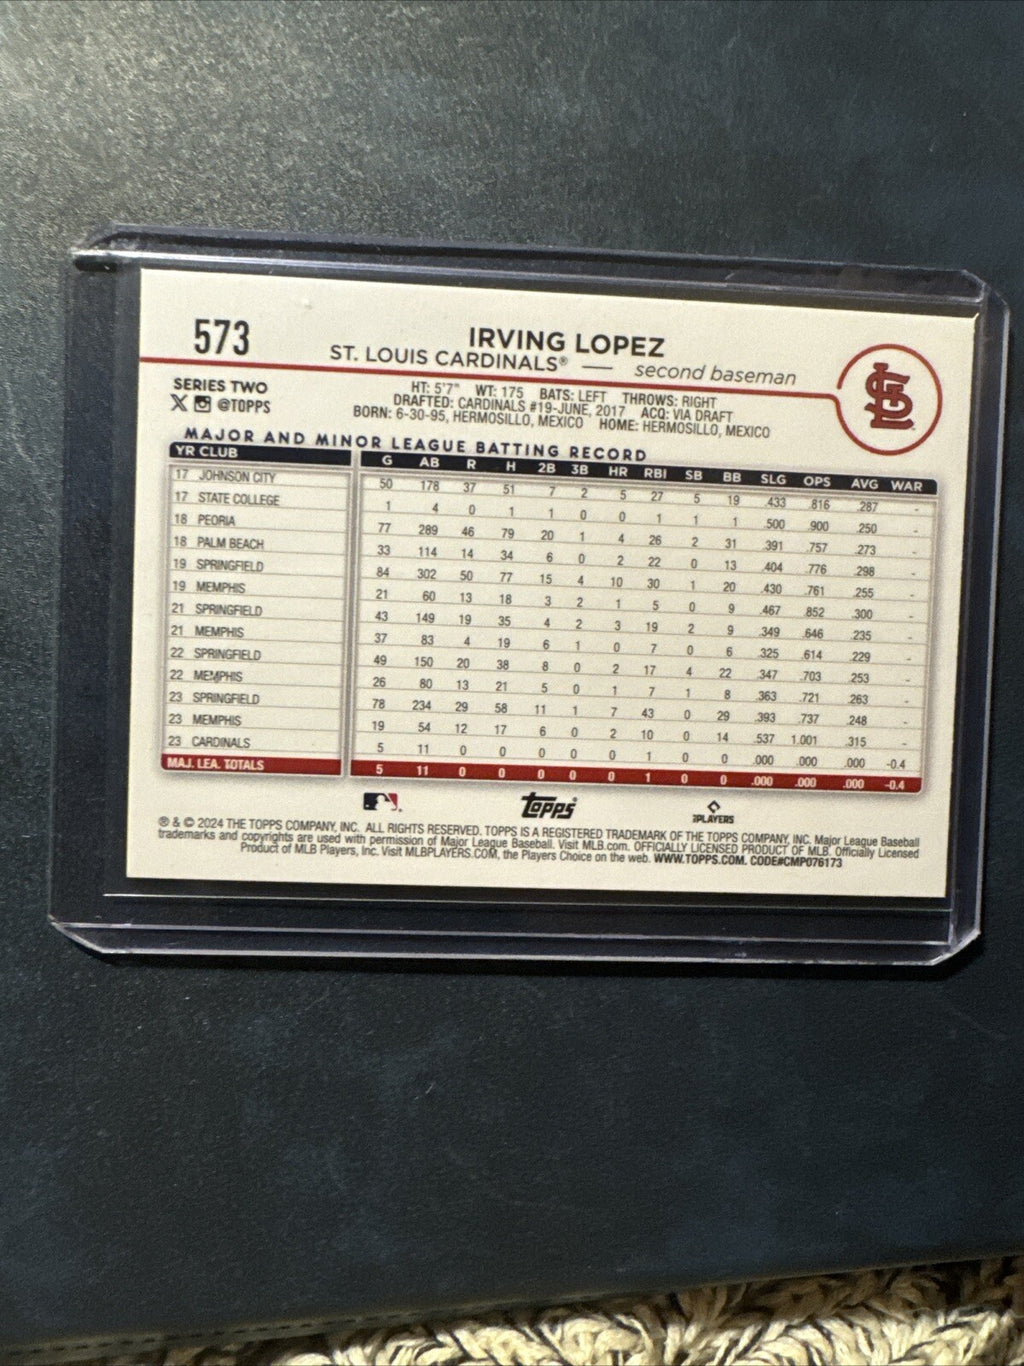 573
IRVING LOPEZ
ST. LOUIS CARDINALS® — second baseman
SERIES TWO
X @TOPPS
HT: 5'7" WT: 175 BATS: LEFT THROWS: RIGHT
DRAFTED: CARDINALS #19-JUNE, 2017 ACQ: VIA DRAFT
BORN: 6-30-95, HERMOSILLO, MEXICO HOME: HERMOSILLO, MEXICO
STL
MAJOR AND MINOR LEAGUE BATTING RECORD
YR CLUB G AB R H 2B 3B HR RBI SB BB SLG OPS AVG WAR
17 JOHNSON CITY 50 178 37 51 7 2 5 27 5 19 .433 .816 .287 -
17 STATE COLLEGE 1 4 0 1 1 0 0 1 1 1 .500 .900 .250 -
18 PEORIA 77 289 46 79 20 1 4 26 2 31 .391 .757 .273 -
18 PALM BEACH 33 114 14 34 6 0 2 22 0 13 .404 .776 .298 -
19 SPRINGFIELD 84 302 50 77 15 4 10 30 1 20 .430 .761 .255 -
19 MEMPHIS 21 60 13 18 3 2 1 5 0 9 .467 .852 .300 -
21 SPRINGFIELD 43 149 19 35 4 2 3 19 2 9 .349 .646 .235 -
21 MEMPHIS 37 83 4 19 6 1 0 7 0 6 .325 .614 .229 -
22 SPRINGFIELD 49 150 20 38 8 0 2 17 4 22 .347 .703 .253 -
22 MEMPHIS 26 80 13 21 5 0 1 7 1 8 .363 .721 .263 -
23 SPRINGFIELD 78 234 29 58 11 1 7 43 0 29 .393 .737 .248 -
23 MEMPHIS 19 54 12 17 6 0 2 10 0 14 .537 1.001 .315 -
23 CARDINALS 5 11 0 0 0 0 0 1 0 0 .000 .000 .000 -0.4
MAJ. LEA. TOTALS 5 11 0 0 0 0 0 1 0 0 .000 .000 .000 -0.4
Topps
PLAYERS
® & © 2024 THE TOPPS COMPANY, INC. ALL RIGHTS RESERVED. TOPPS IS A REGISTERED TRADEMARK OF THE TOPPS COMPANY, INC. Major League Baseball
trademarks and copyrights are used with permission of Major League Baseball. Visit MLB.com. OFFICIALLY LICENSED PRODUCT OF MLB. Officially Licensed
Product of MLB Players, Inc. Visit MLBPLAYERS.COM, the Players Choice on the web. WWW.TOPPS.COM. CODE#CMP076173